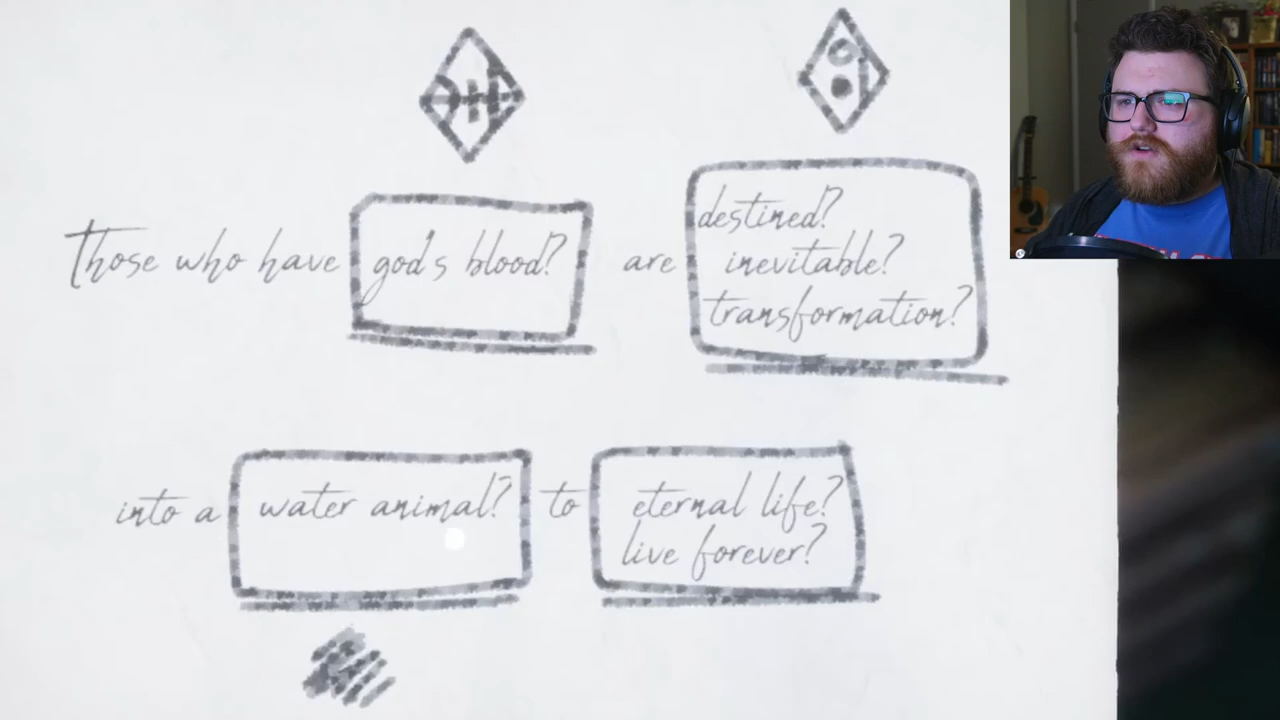 Those who have god's blood? are destined? inevitable? transformation?
into a water animal? to eternal life? live forever?